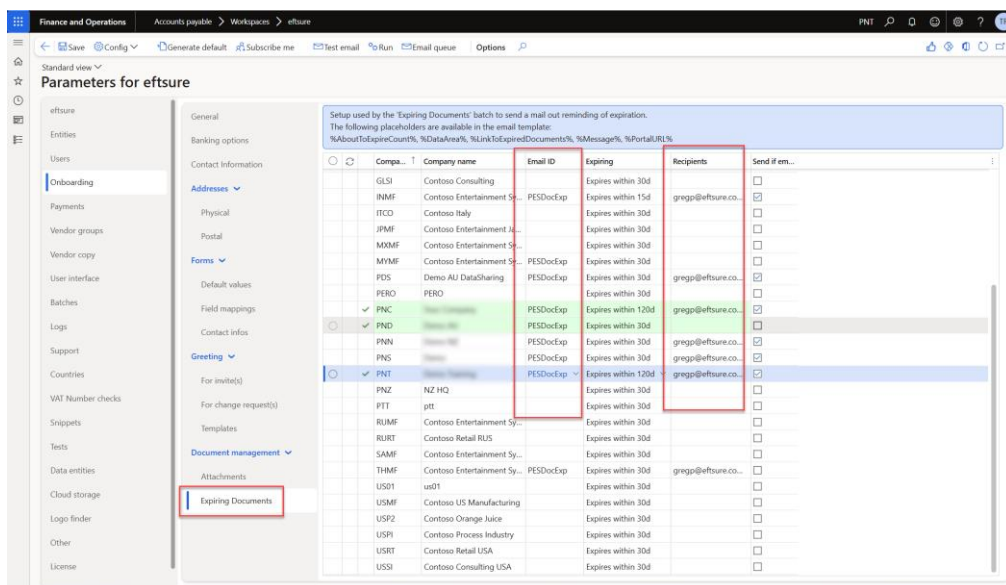 Finance and Operations Accounts payable > Workspaces > eftsure PNT
Save Config Generate default Subscribe me Test email Run Email queue Options
Standard view
Parameters for eftsure
eftsure
Entities
Users
Onboarding
Payments
Vendor groups
Vendor copy
User interface
Batches
Logs
Support
Countries
VAT Number checks
Snippets
Tests
Data entities
Cloud storage
Logo finder
Other
License
General
Banking options
Contact Information
Addresses
Physical
Postal
Forms
Default values
Field mappings
Contact infos
Greeting
For invite(s)
For change request(s)
Templates
Document management
Attachments
Expiring Documents
Setup used by the 'Expiring Documents' batch to send a mail out reminding of expiration.
The following placeholders are available in the email template:
%AboutToExpireCount%, %DataArea%, %LinkToExpiredDocuments%, %Message%, %PortalURL%
Compa... ↑ Company name Email ID Expiring Recipients Send if em...
GLSI Contoso Consulting Expires within 30d
INMF Contoso Entertainment Sy... PESDocExp Expires within 15d gregp@eftsure.co...
ITCO Contoso Italy Expires within 30d
JPMF Contoso Entertainment Ja... Expires within 30d
MXMF Contoso Entertainment Sy... Expires within 30d
MYMF Contoso Entertainment Sy... PESDocExp Expires within 30d
PDS Demo AU DataSharing PESDocExp Expires within 30d gregp@eftsure.co...
PERO PERO Expires within 30d
PNC PESDocExp Expires within 120d gregp@eftsure.co...
PND PESDocExp Expires within 30d
PNN PESDocExp Expires within 30d gregp@eftsure.co...
PNS PESDocExp Expires within 30d gregp@eftsure.co...
PNT PESDocExp Expires within 120d gregp@eftsure.co...
PNZ NZ HQ Expires within 30d
PTT ptt Expires within 30d
RUMF Contoso Entertainment Sy... Expires within 30d
RURT Contoso Retail RUS Expires within 30d
SAMF Contoso Entertainment Sy... Expires within 30d
THMF Contoso Entertainment Sy... PESDocExp Expires within 30d gregp@eftsure.co...
US01 us01 Expires within 30d
USMF Contoso US Manufacturing Expires within 30d
USP2 Contoso Orange Juice Expires within 30d
USPI Contoso Process Industry Expires within 30d
USRT Contoso Retail USA Expires within 30d
USSI Contoso Consulting USA Expires within 30d